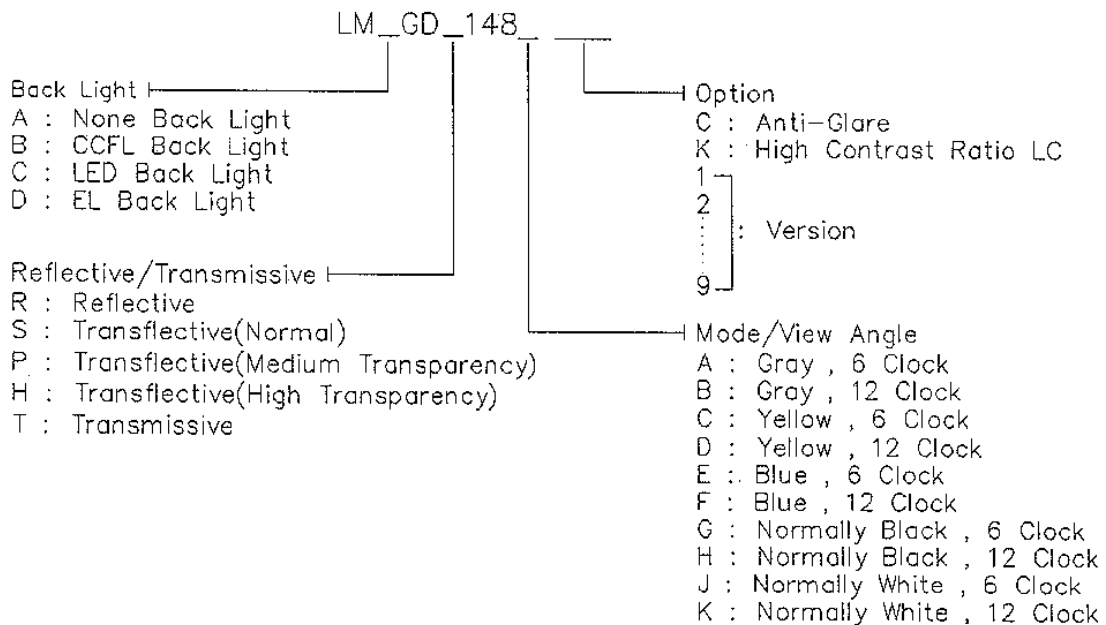 LM_GD_148_ __
Back Light
A : None Back Light
B : CCFL Back Light
C : LED Back Light
D : EL Back Light
Reflective/Transmissive
R : Reflective
S : Transflective(Normal)
P : Transflective(Medium Transparency)
H : Transflective(High Transparency)
T : Transmissive
Option
C : Anti-Glare
K : High Contrast Ratio LC
1
2
: Version
9
Mode/View Angle
A : Gray , 6 Clock
B : Gray , 12 Clock
C : Yellow , 6 Clock
D : Yellow , 12 Clock
E : Blue , 6 Clock
F : Blue , 12 Clock
G : Normally Black , 6 Clock
H : Normally Black , 12 Clock
J : Normally White , 6 Clock
K : Normally White , 12 Clock